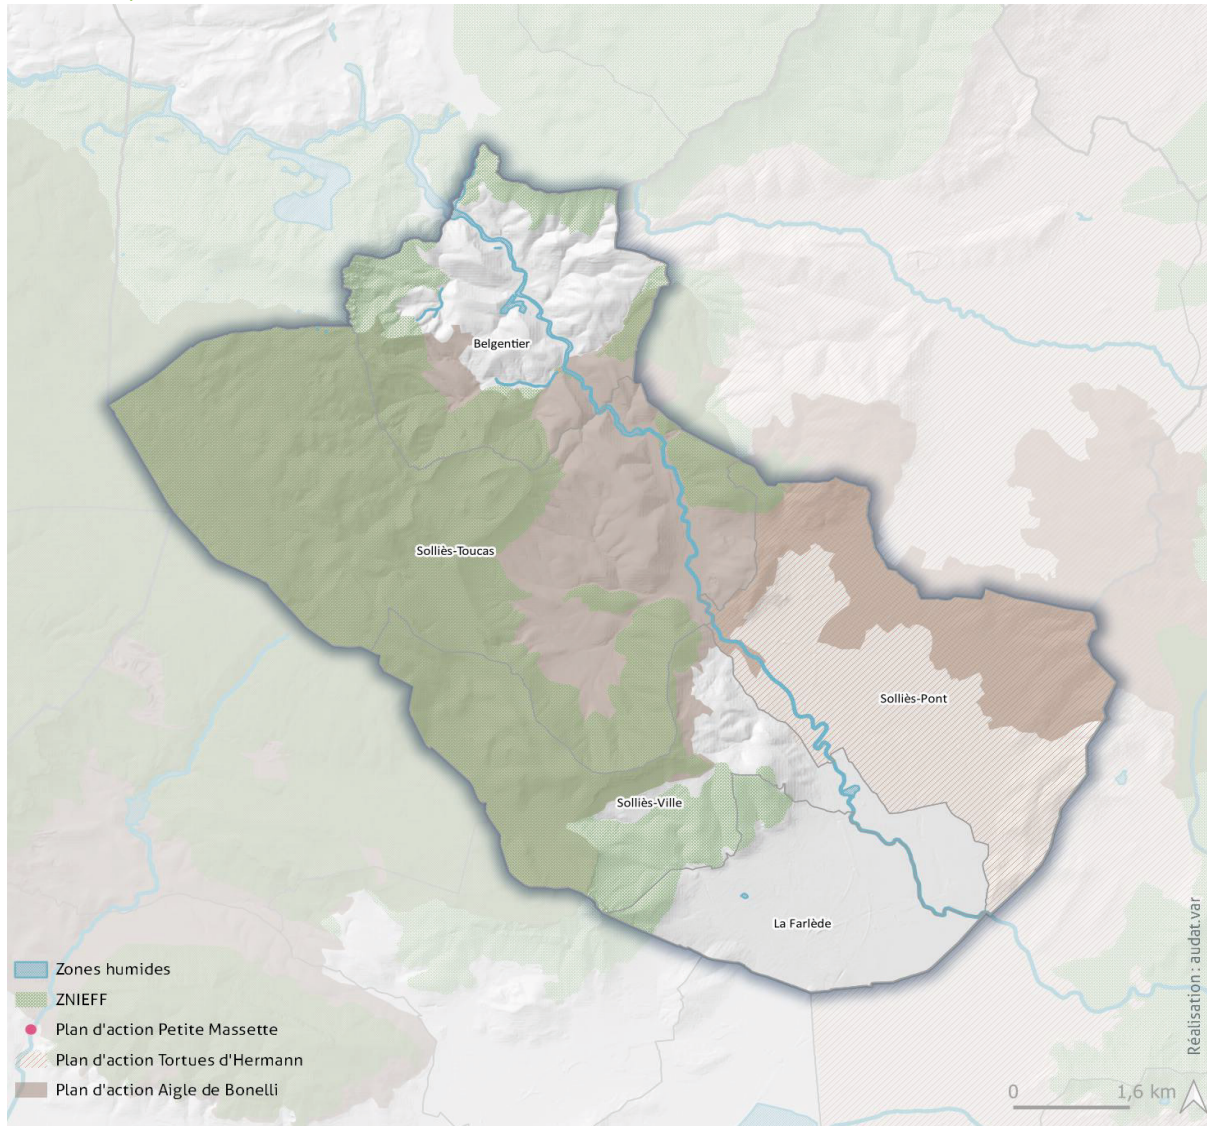 Belgentier
Solliès-Toucas
Solliès-Pont
Solliès-Ville
La Farlède
Zones humides
ZNIEFF
Plan d'action Petite Massette
Plan d'action Tortues d'Hermann
Plan d'action Aigle de Bonelli
0 1,6 km
Réalisation : audat.var